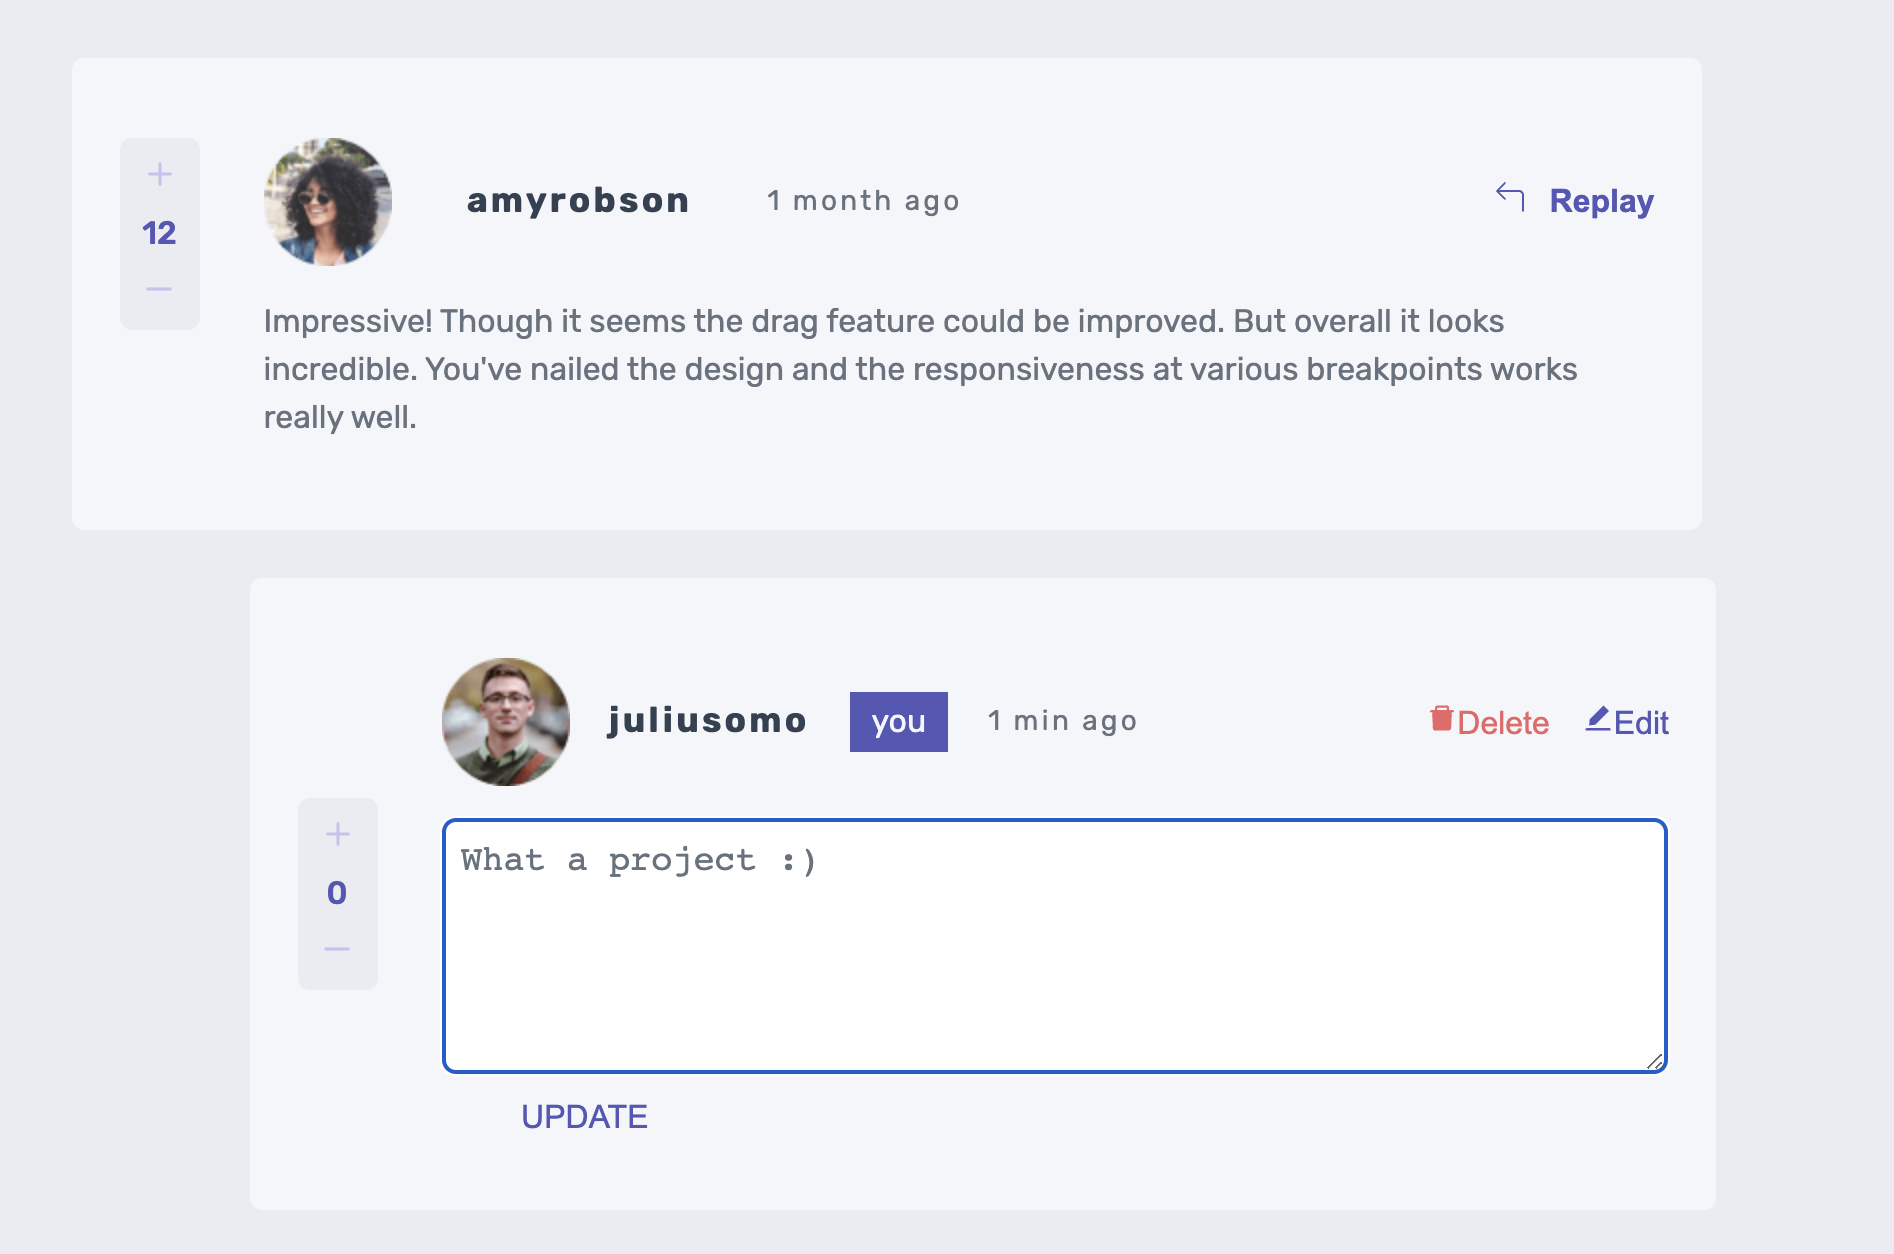 +
12
−
amyrobson 1 month ago Replay
Impressive! Though it seems the drag feature could be improved. But overall it looks
incredible. You've nailed the design and the responsiveness at various breakpoints works
really well.
juliusomo you 1 min ago Delete Edit
+
0
−
What a project :)
UPDATE